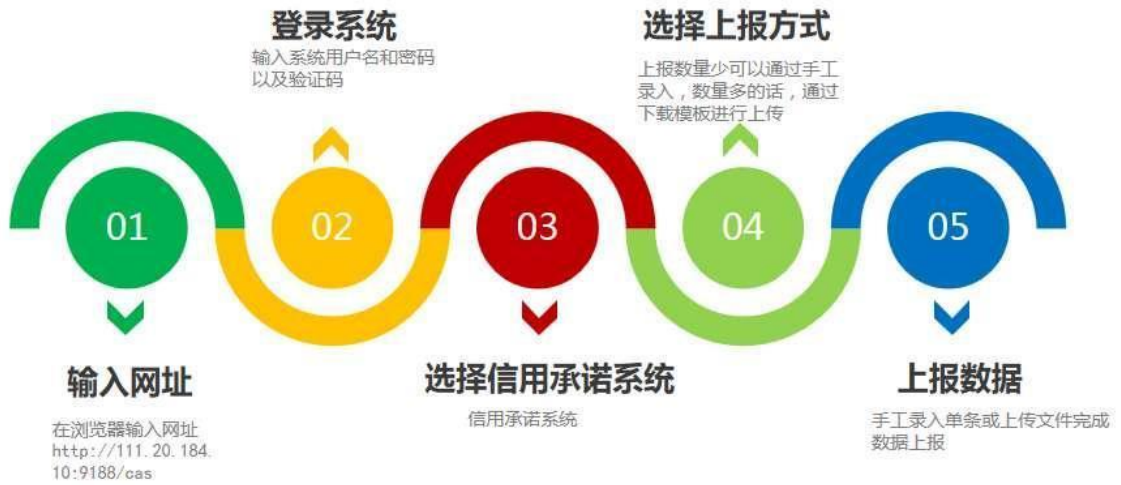 01
输入网址
在浏览器输入网址
http://111.20.184.
10:9188/cas
02
登录系统
输入系统用户名和密码
以及验证码
03
选择信用承诺系统
信用承诺系统
04
选择上报方式
上报数量少可以通过手工
录入，数量多的话，通过
下载模板进行上传
05
上报数据
手工录入单条或上传文件完成
数据上报